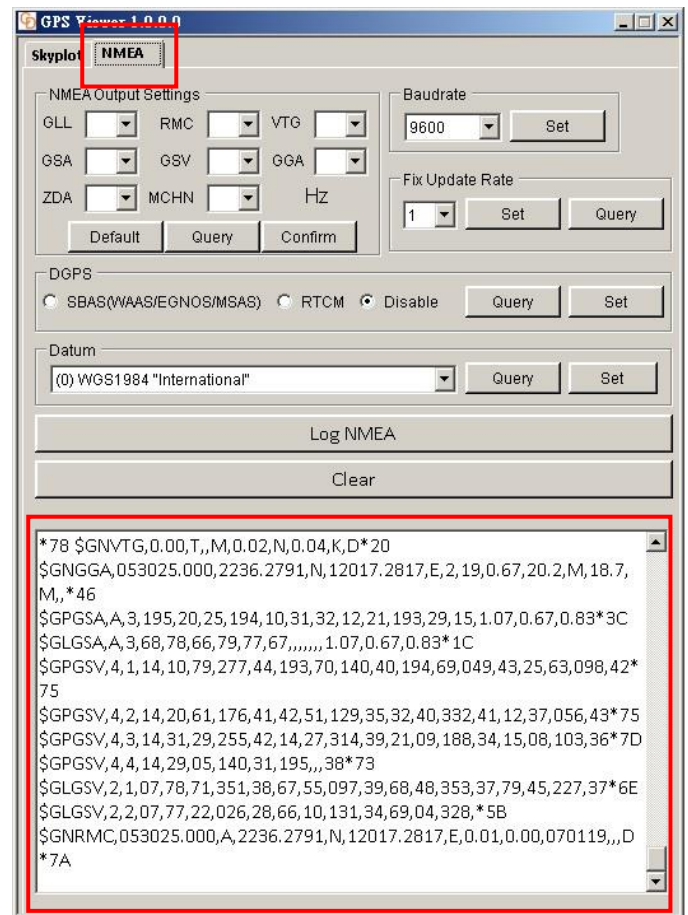 GPS Viewer 1.0.0.0
Skyplot NMEA
NMEA Output Settings
GLL RMC VTG
GSA GSV GGA
ZDA MCHN Hz
Default Query Confirm
Baudrate
9600 Set
Fix Update Rate
1 Set Query
DGPS
SBAS(WAAS/EGNOS/MSAS) RTCM Disable Query Set
Datum
(0) WGS1984 "International" Query Set
Log NMEA
Clear
*78 $GNVTG,0.00,T,,M,0.02,N,0.04,K,D*20
$GNGGA,053025.000,2236.2791,N,12017.2817,E,2,19,0.67,20.2,M,18.7,
M,,*46
$GPGSA,A,3,195,20,25,194,10,31,32,12,21,193,29,15,1.07,0.67,0.83*3C
$GLGSA,A,3,68,78,66,79,77,67,,,,,,,1.07,0.67,0.83*1C
$GPGSV,4,1,14,10,79,277,44,193,70,140,40,194,69,049,43,25,63,098,42*
75
$GPGSV,4,2,14,20,61,176,41,42,51,129,35,32,40,332,41,12,37,056,43*75
$GPGSV,4,3,14,31,29,255,42,14,27,314,39,21,09,188,34,15,08,103,36*7D
$GPGSV,4,4,14,29,05,140,31,195,,,38*73
$GLGSV,2,1,07,78,71,351,38,67,55,097,39,68,48,353,37,79,45,227,37*6E
$GLGSV,2,2,07,77,22,026,28,66,10,131,34,69,04,328,*5B
$GNRMC,053025.000,A,2236.2791,N,12017.2817,E,0.01,0.00,070119,,,D
*7A